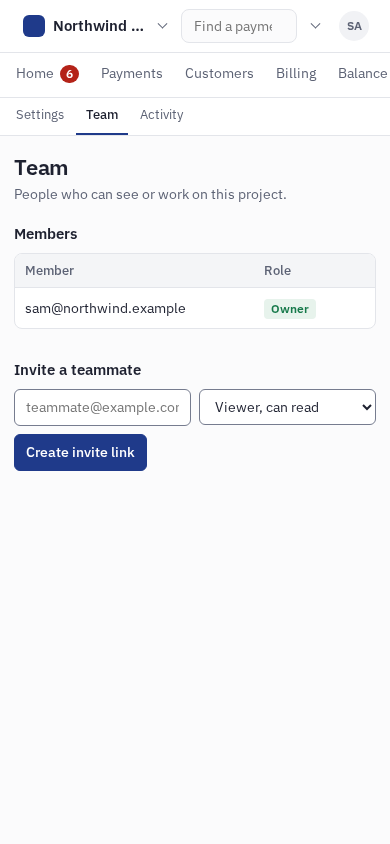 Northwind ...
Find a payme
SA
Home 6 Payments Customers Billing Balance
Settings Team Activity
Team
People who can see or work on this project.
Members
Member Role
sam@northwind.example Owner
Invite a teammate
teammate@example.cor Viewer, can read
Create invite link